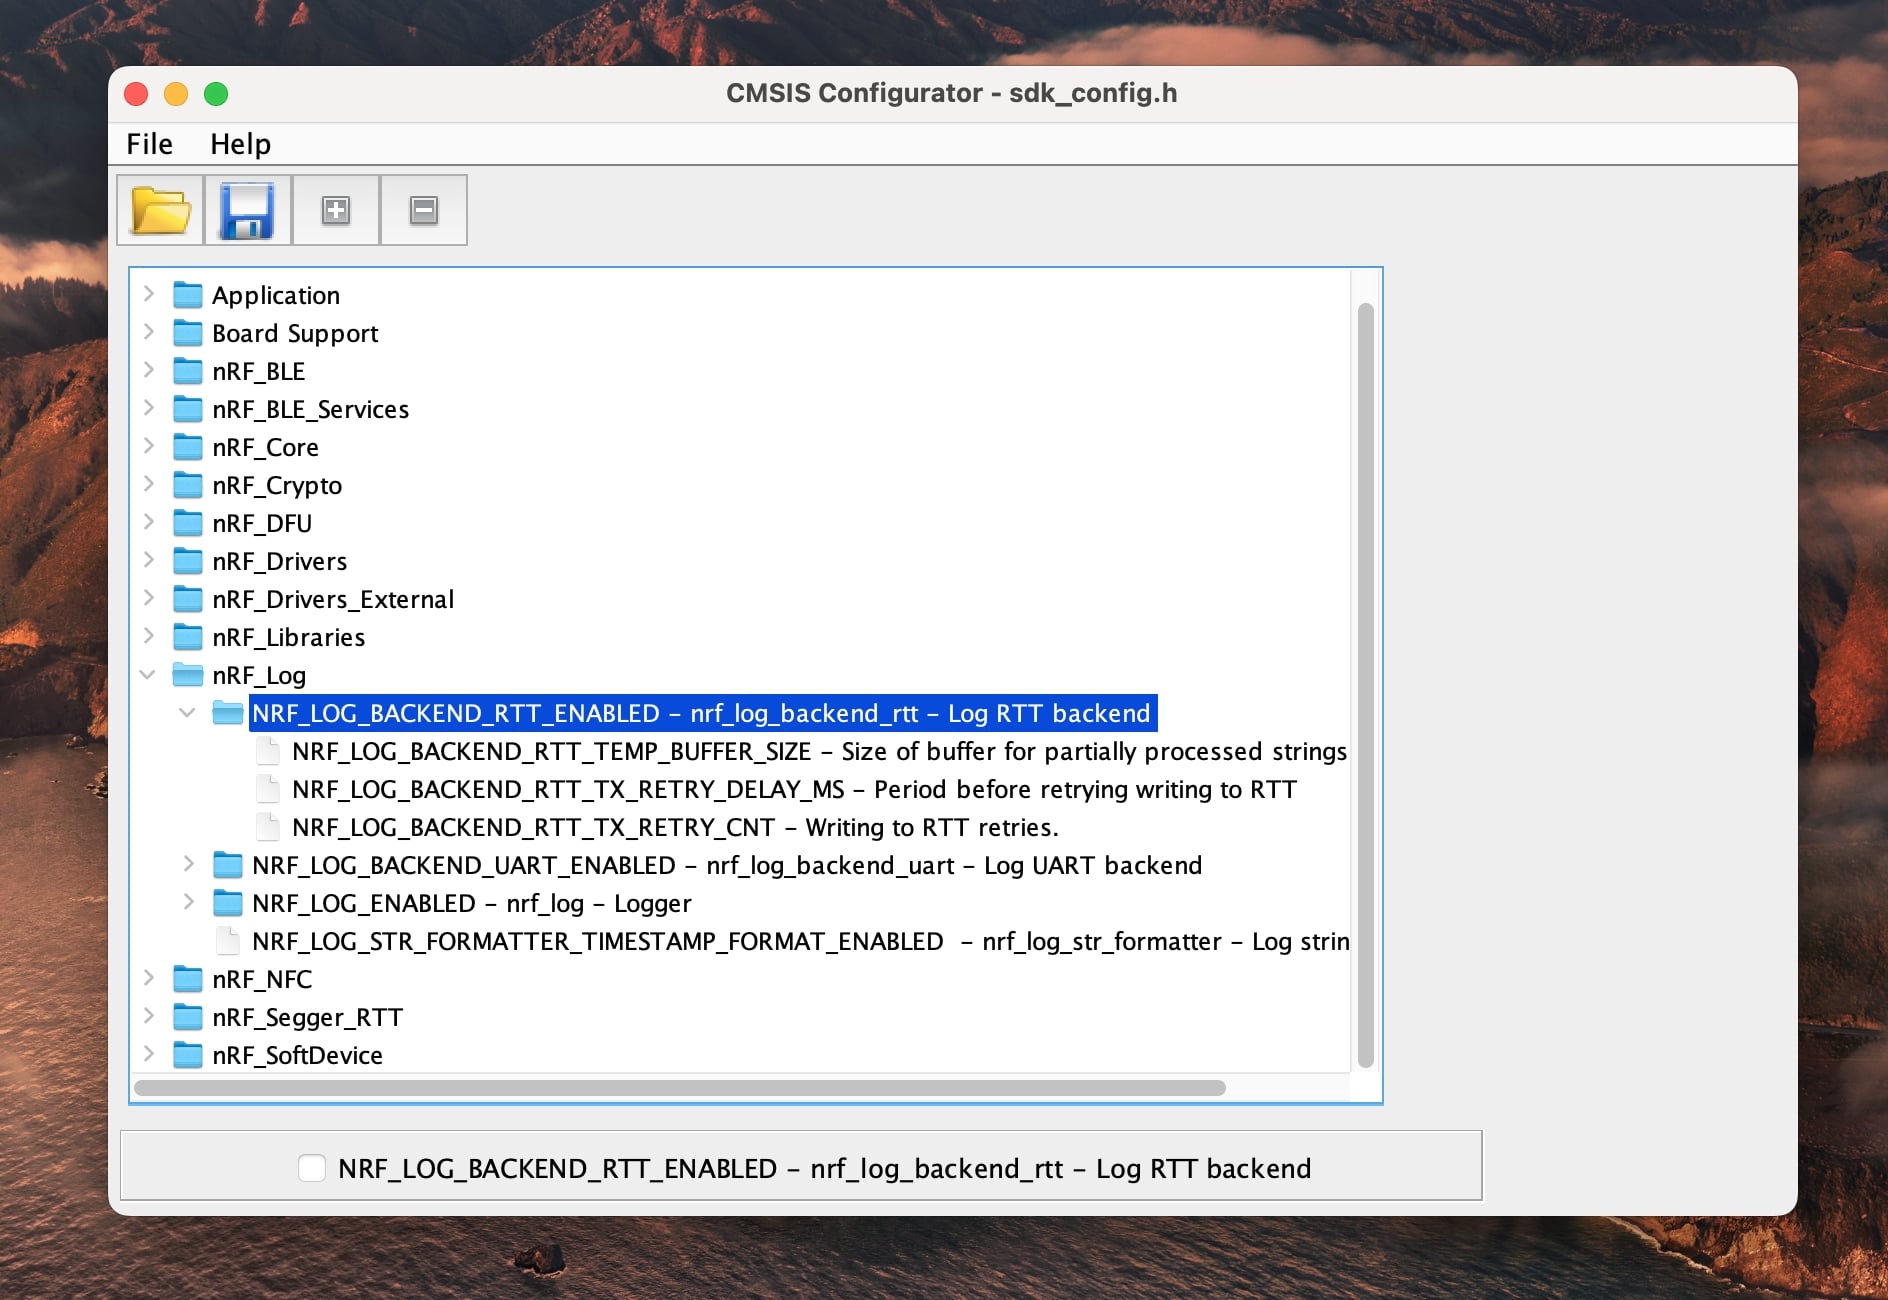 CMSIS Configurator - sdk_config.h
File Help
Application
Board Support
nRF_BLE
nRF_BLE_Services
nRF_Core
nRF_Crypto
nRF_DFU
nRF_Drivers
nRF_Drivers_External
nRF_Libraries
nRF_Log
NRF_LOG_BACKEND_RTT_ENABLED – nrf_log_backend_rtt – Log RTT backend
NRF_LOG_BACKEND_RTT_TEMP_BUFFER_SIZE – Size of buffer for partially processed strings
NRF_LOG_BACKEND_RTT_TX_RETRY_DELAY_MS – Period before retrying writing to RTT
NRF_LOG_BACKEND_RTT_TX_RETRY_CNT – Writing to RTT retries.
NRF_LOG_BACKEND_UART_ENABLED – nrf_log_backend_uart – Log UART backend
NRF_LOG_ENABLED – nrf_log – Logger
NRF_LOG_STR_FORMATTER_TIMESTAMP_FORMAT_ENABLED – nrf_log_str_formatter – Log strin
nRF_NFC
nRF_Segger_RTT
nRF_SoftDevice
NRF_LOG_BACKEND_RTT_ENABLED – nrf_log_backend_rtt – Log RTT backend